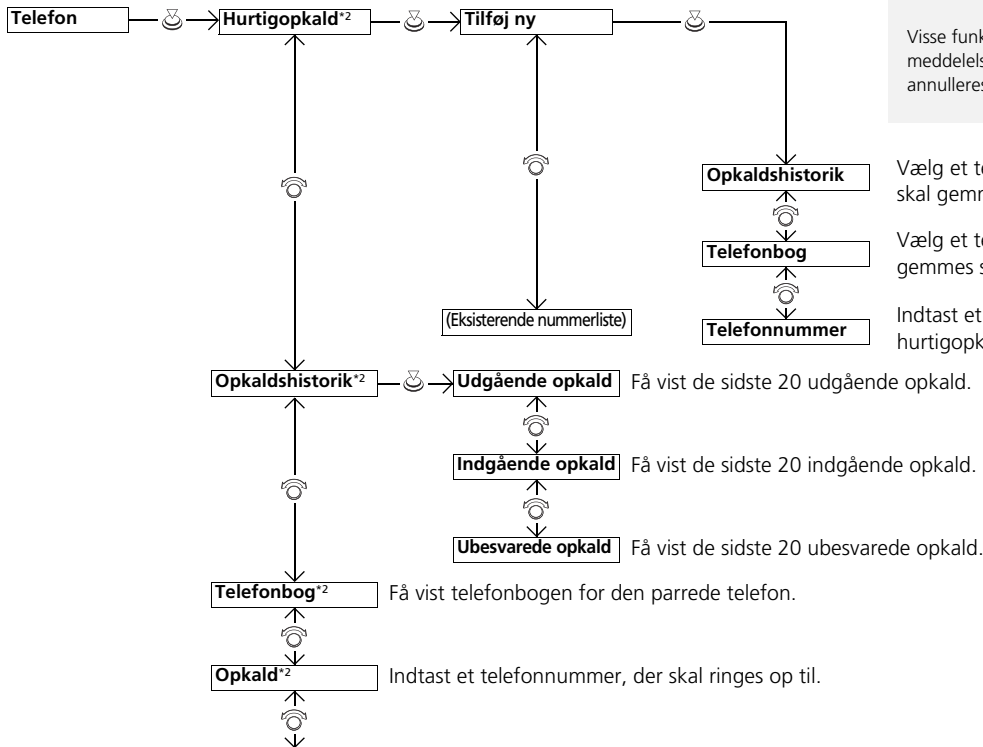 Telefon
Hurtigopkald*2
Tilføj ny
Visse funk
meddelels
annulleres
Opkaldshistorik
Vælg et te
skal gemm
Telefonbog
Vælg et te
gemmes s
(Eksisterende nummerliste)
Telefonnummer
Indtast et
hurtigopk
Opkaldshistorik*2
Udgående opkald
Få vist de sidste 20 udgående opkald.
Indgående opkald
Få vist de sidste 20 indgående opkald.
Ubesvarede opkald
Få vist de sidste 20 ubesvarede opkald.
Telefonbog*2
Få vist telefonbogen for den parrede telefon.
Opkald*2
Indtast et telefonnummer, der skal ringes op til.